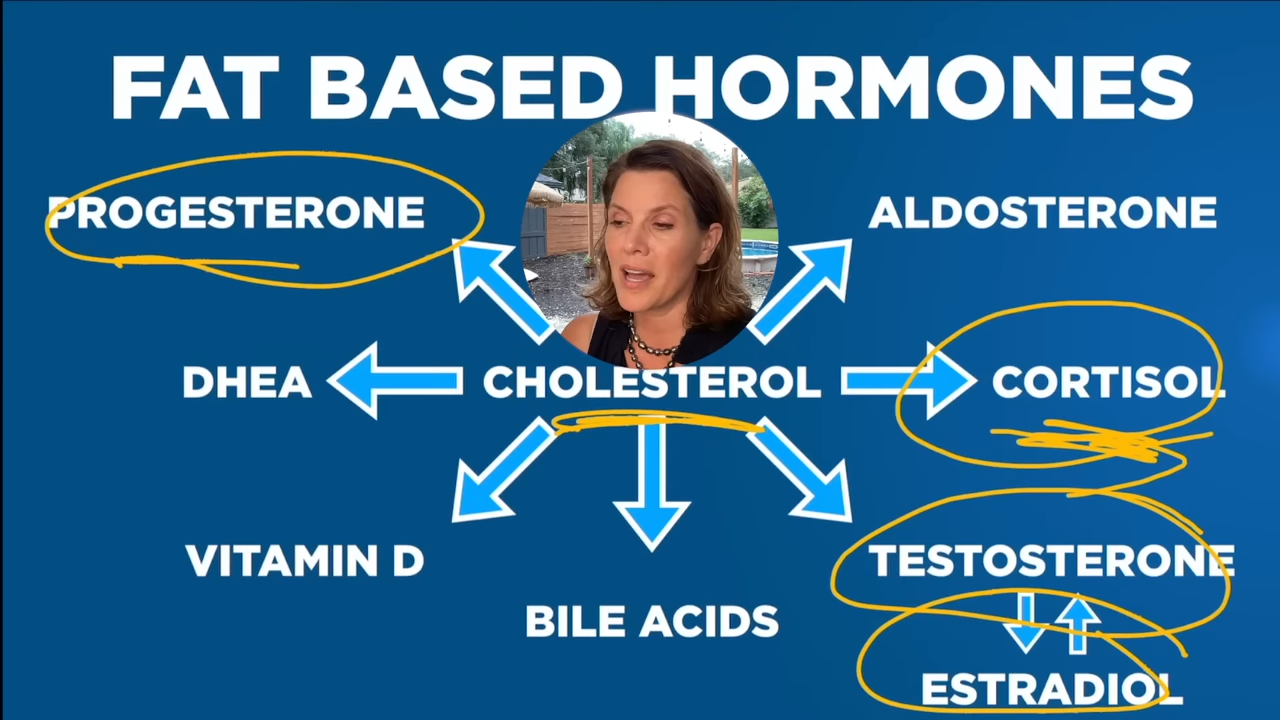 FAT BASED HORMONES
PROGESTERONE
ALDOSTERONE
DHEA
CHOLESTEROL
CORTISOL
VITAMIN D
TESTOSTERONE
BILE ACIDS
ESTRADIOL